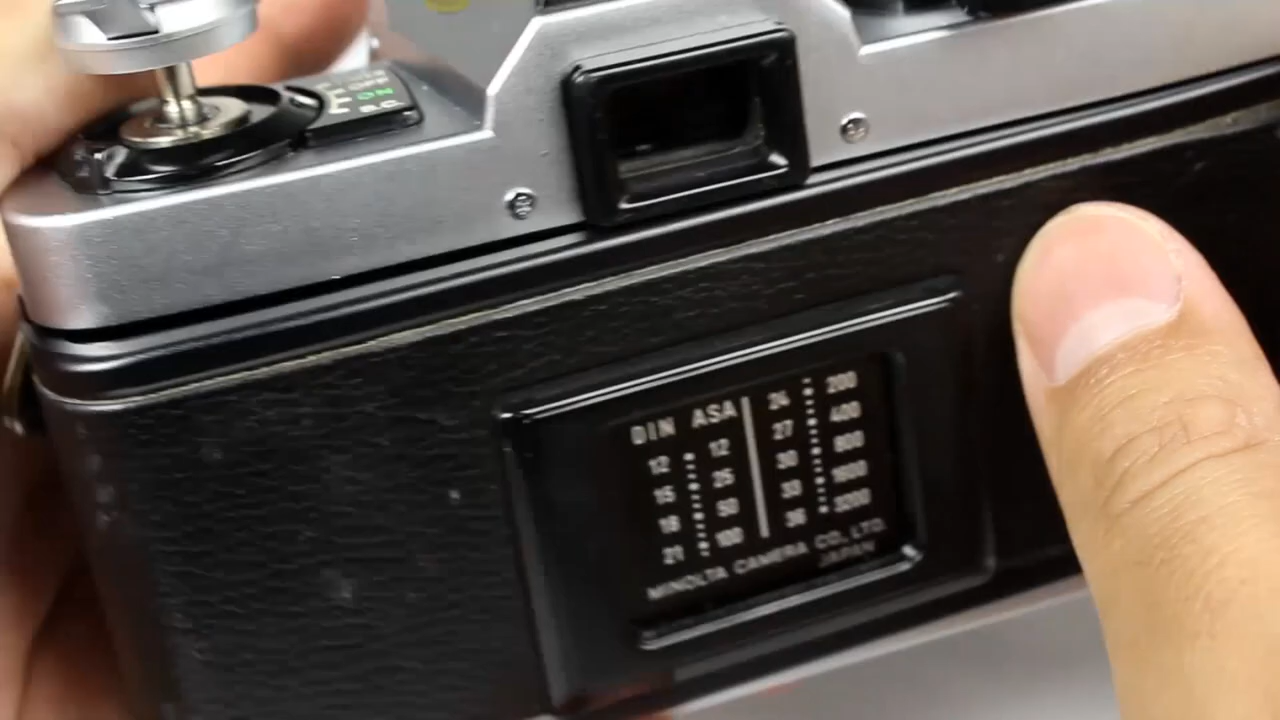 OFF
ON
B.C.
DIN ASA 24 200
12 12 27 400
15 25 30 800
18 50 33 1600
21 100 36 3200
MINOLTA CAMERA CO., LTD.
JAPAN